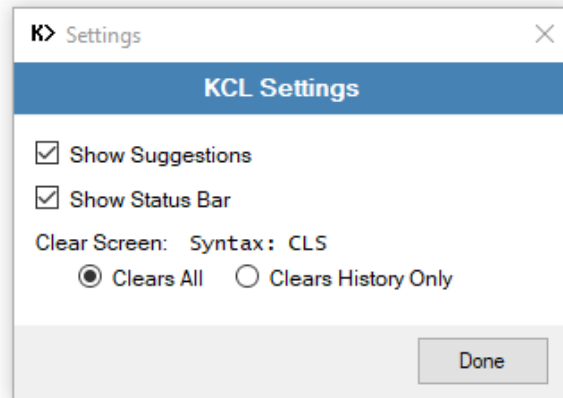 K> Settings
KCL Settings
Show Suggestions
Show Status Bar
Clear Screen: Syntax: CLS
Clears All Clears History Only
Done